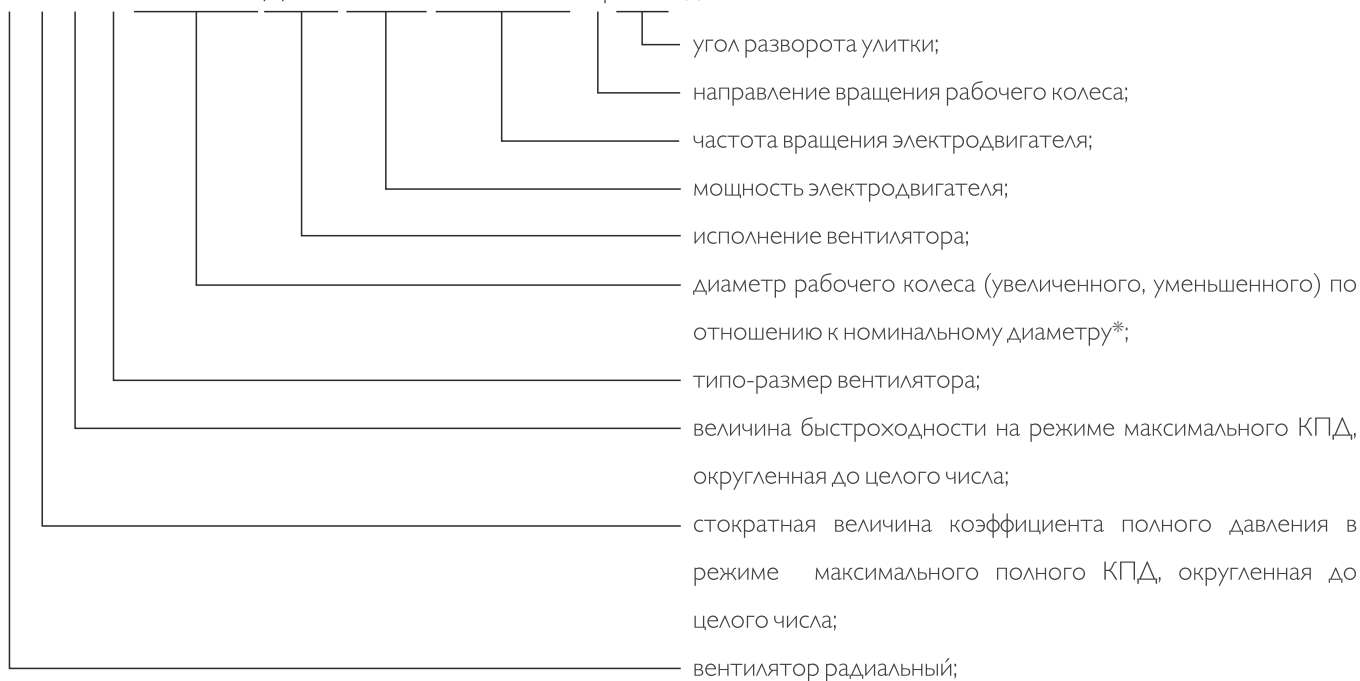 угол разворота улитки;
направление вращения рабочего колеса;
частота вращения электродвигателя;
мощность электродвигателя;
исполнение вентилятора;
диаметр рабочего колеса (увеличенного, уменьшенного) по
отношению к номинальному диаметру*;
типо-размер вентилятора;
величина быстроходности на режиме максимального КПД,
округленная до целого числа;
стократная величина коэффициента полного давления в
режиме максимального полного КПД, округленная до
целого числа;
вентилятор радиальный;